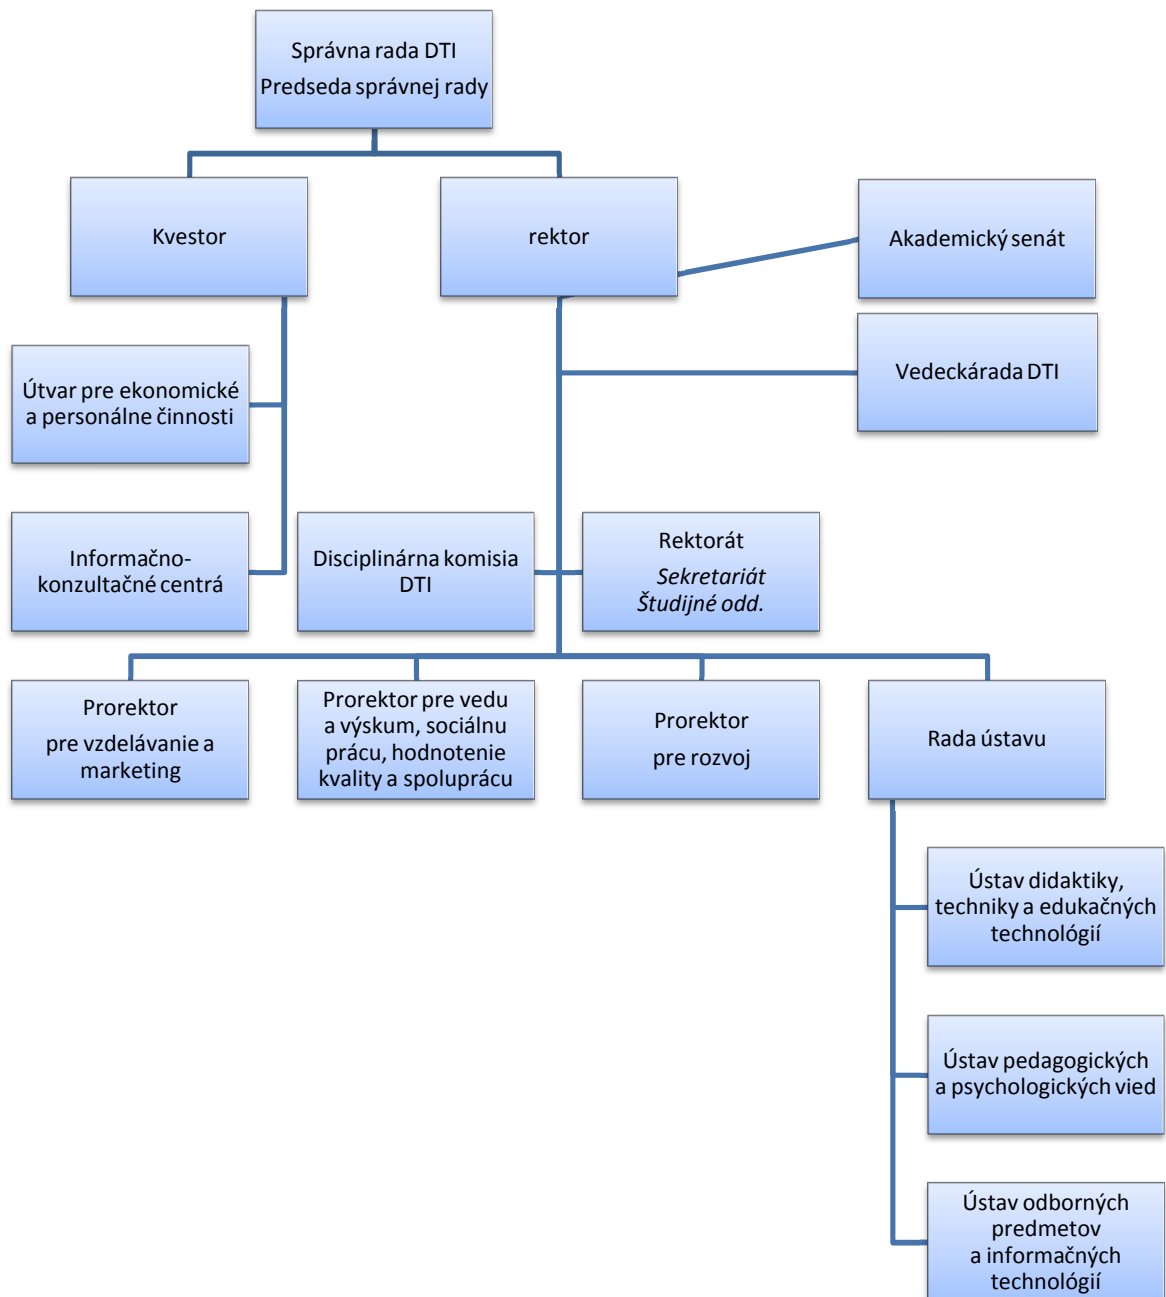 Správna rada DTI
Predseda správnej rady
Kvestor
rektor
Akademický senát
Vedeckárada DTI
Útvar pre ekonomické
a personálne činnosti
Informačno-
konzultačné centrá
Disciplinárna komisia
DTI
Rektorát
Sekretariát
Študijné odd.
Prorektor
pre vzdelávanie a
marketing
Prorektor pre vedu
a výskum, sociálnu
prácu, hodnotenie
kvality a spoluprácu
Prorektor
pre rozvoj
Rada ústavu
Ústav didaktiky,
techniky a edukačných
technológií
Ústav pedagogických
a psychologických vied
Ústav odborných
predmetov
a informačných
technológií